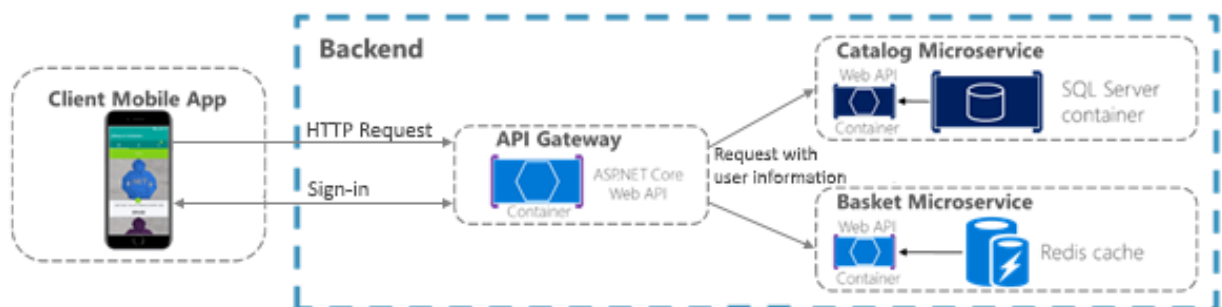 Backend
Client Mobile App
HTTP Request
Sign-in
API Gateway
ASP.NET Core
Web API
Container
Request with
user information
Catalog Microservice
Web API
Container
SQL Server
container
Basket Microservice
Web API
Container
Redis cache